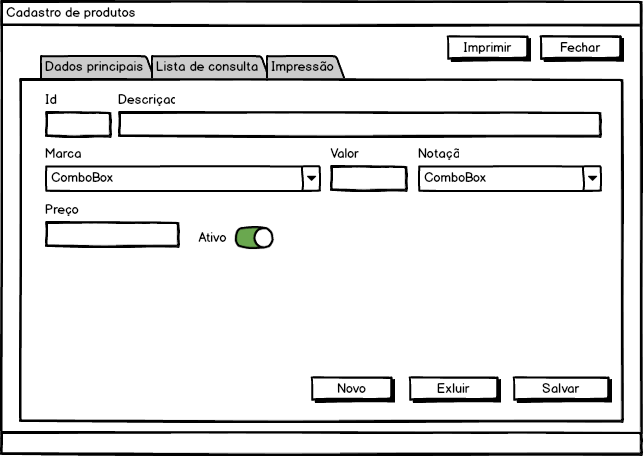 Cadastro de produtos
Imprimir Fechar
Dados principais Lista de consulta Impressão
Id Descriçac
Marca Valor Notaçã
ComboBox ComboBox
Preço
Ativo
Novo Exluir Salvar